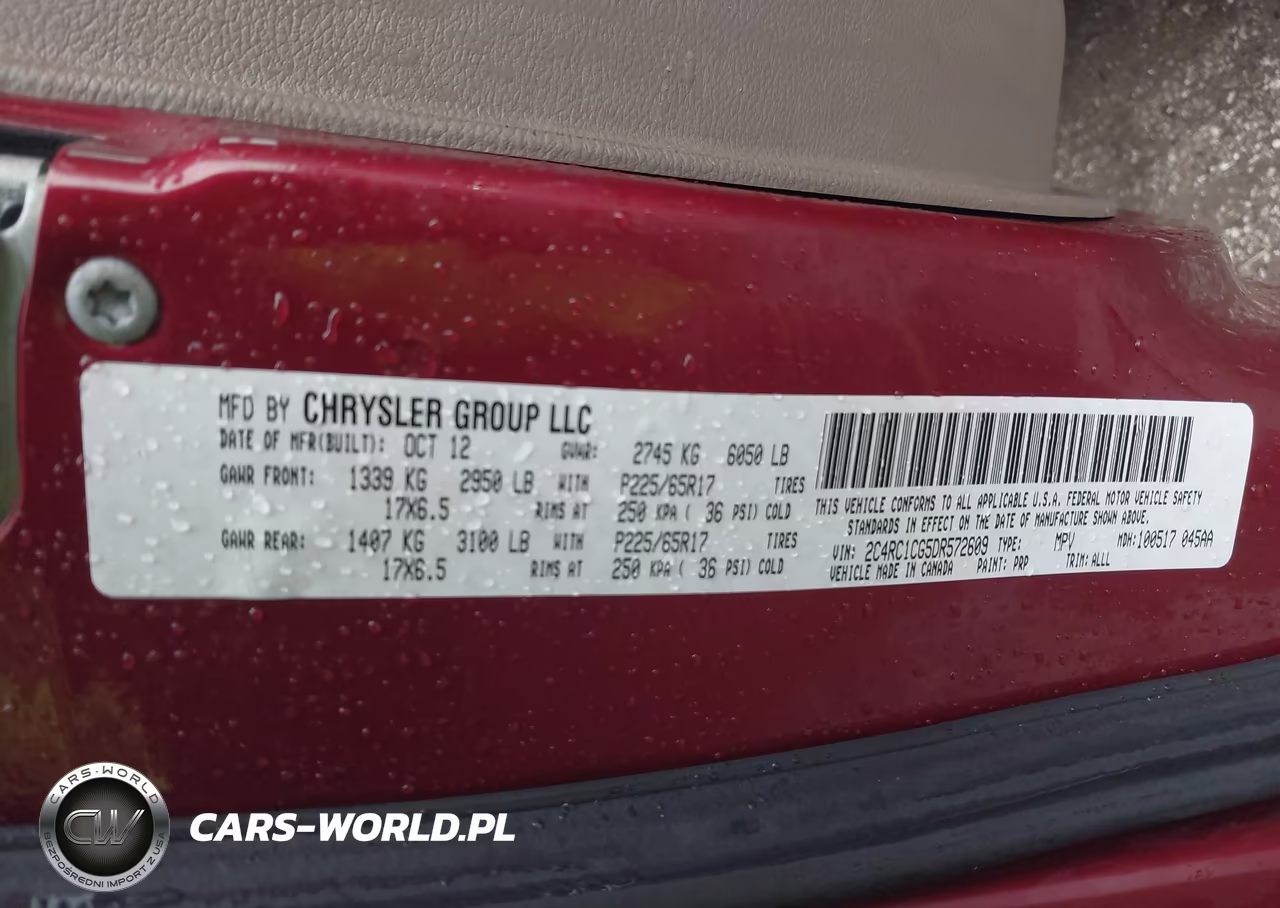 MFD BY CHRYSLER GROUP LLC
DATE OF MFR(BUILT): OCT 12 GVWR: 2745 KG 6050 LB
GAWR FRONT: 1339 KG 2950 LB WITH P225/65R17 TIRES
17X6.5 RIMS AT 250 KPA ( 36 PSI) COLD
GAWR REAR: 1407 KG 3100 LB WITH P225/65R17 TIRES
17X6.5 RIMS AT 250 KPA ( 36 PSI) COLD
THIS VEHICLE CONFORMS TO ALL APPLICABLE U.S.A. FEDERAL MOTOR VEHICLE SAFETY
STANDARDS IN EFFECT ON THE DATE OF MANUFACTURE SHOWN ABOVE.
VIN: 2C4RC1CG5DR572609 TYPE: MPV MDH:100517 045AA
VEHICLE MADE IN CANADA PAINT: PRP TRIM: ALLL
CARS-WORLD
CW
BEZPOŚREDNI IMPORT Z USA
CARS-WORLD.PL